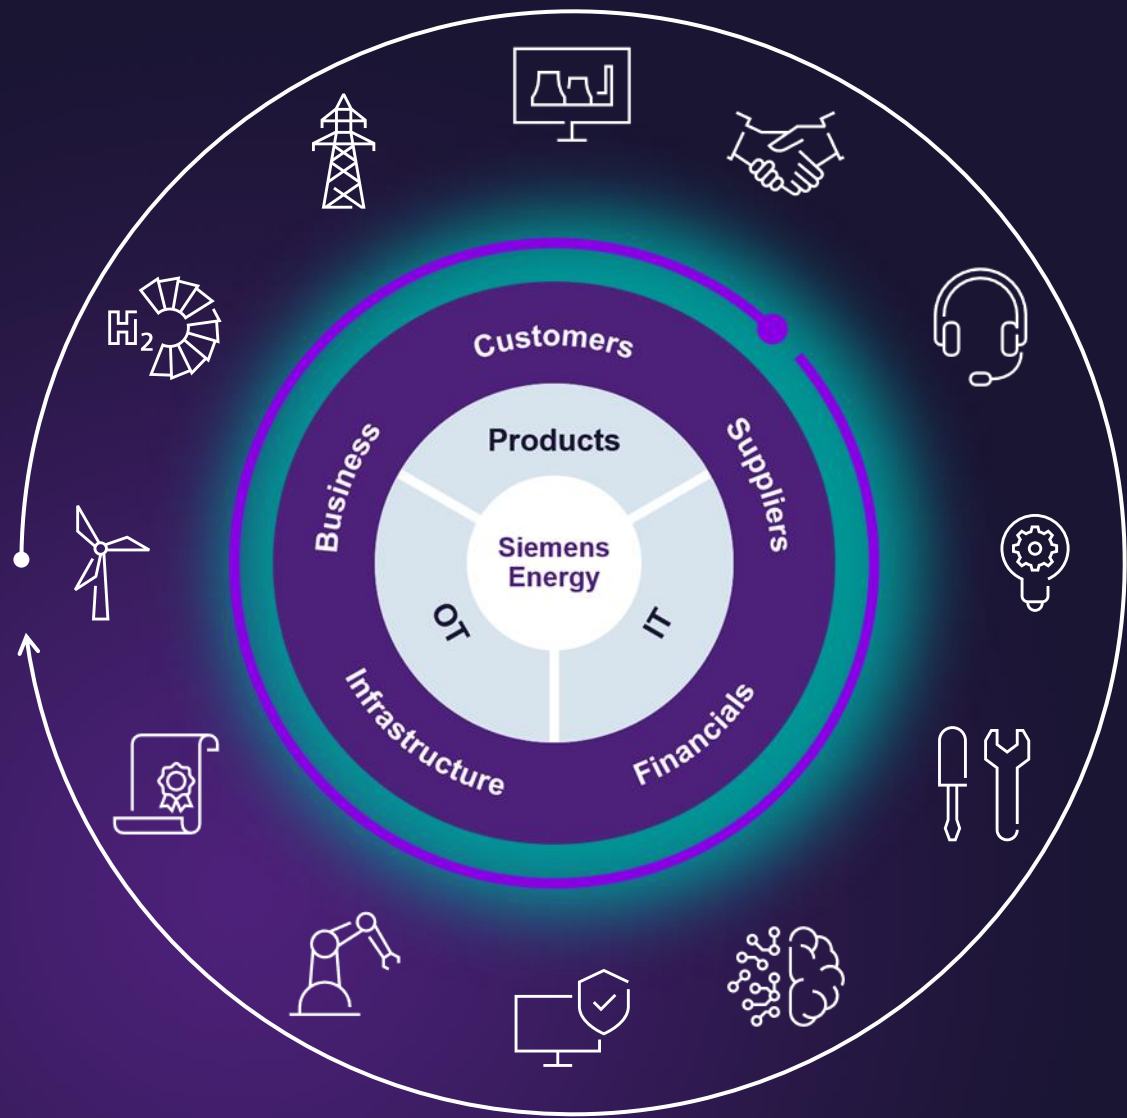 H2
Customers
Business
Suppliers
Products
Siemens
Energy
OT
IT
Infrastructure
Financials